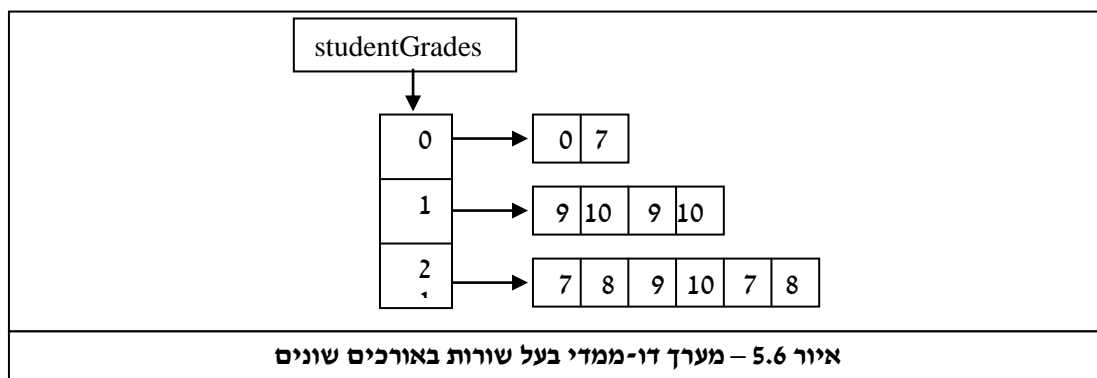 studentGrades
0 0 7
1 9 10 9 10
2 7 8 9 10 7 8
איור 5.6 – מערך דו-ממדי בעל שורות באורכים שונים